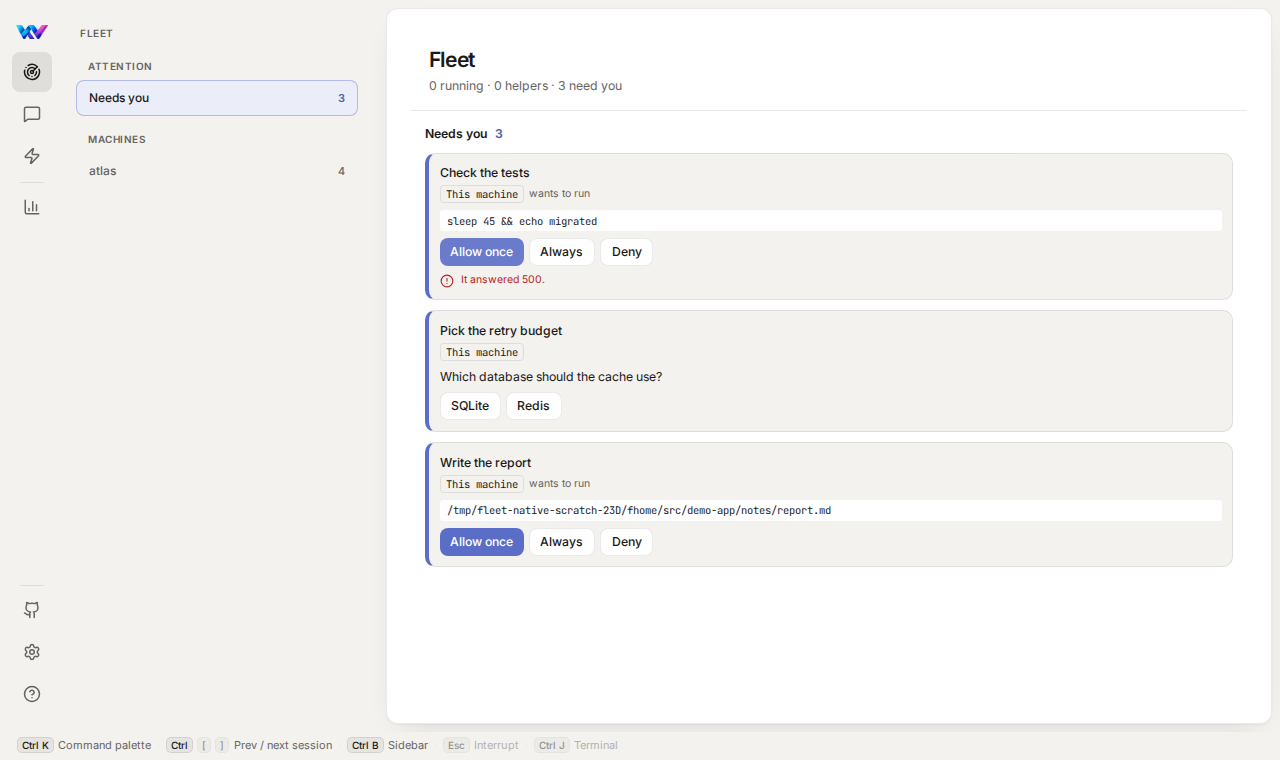 FLEET
ATTENTION
Needs you 3
MACHINES
atlas 4
Fleet
0 running · 0 helpers · 3 need you
Needs you 3
Check the tests
This machine wants to run
sleep 45 && echo migrated
Allow once Always Deny
It answered 500.
Pick the retry budget
This machine
Which database should the cache use?
SQLite Redis
Write the report
This machine wants to run
/tmp/fleet-native-scratch-23D/fhome/src/demo-app/notes/report.md
Allow once Always Deny
Ctrl K Command palette Ctrl [ ] Prev / next session Ctrl B Sidebar Esc Interrupt Ctrl J Terminal